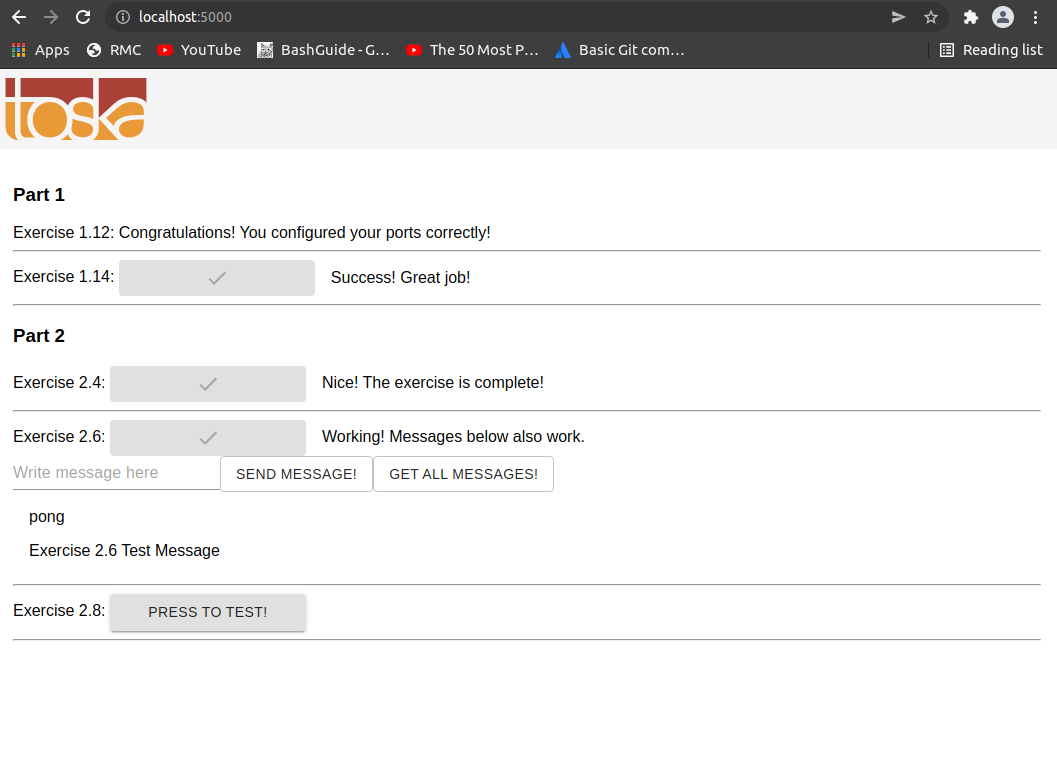 localhost:5000
Apps RMC YouTube BashGuide - G... The 50 Most P... Basic Git com... Reading list
toska
Part 1
Exercise 1.12: Congratulations! You configured your ports correctly!
Exercise 1.14: Success! Great job!
Part 2
Exercise 2.4: Nice! The exercise is complete!
Exercise 2.6: Working! Messages below also work.
Write message here SEND MESSAGE! GET ALL MESSAGES!
pong
Exercise 2.6 Test Message
Exercise 2.8: PRESS TO TEST!